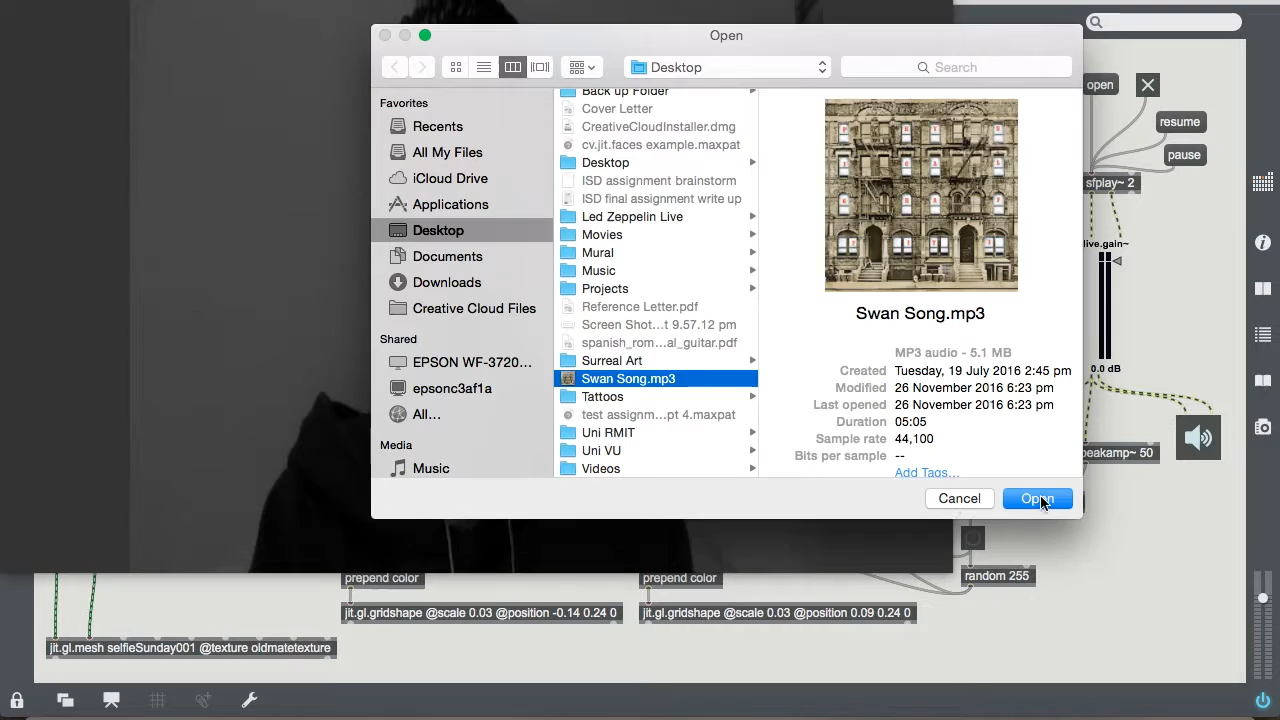 Open
Desktop
Search
Favorites
Recents
All My Files
iCloud Drive
Applications
Desktop
Documents
Downloads
Creative Cloud Files
Shared
EPSON WF-3720...
epsonc3af1a
All...
Media
Music
Back up Folder
Cover Letter
CreativeCloudInstaller.dmg
cv.jit.faces example.maxpat
Desktop
ISD assignment brainstorm
ISD final assignment write up
Led Zeppelin Live
Movies
Mural
Music
Projects
Reference Letter.pdf
Screen Shot...t 9.57.12 pm
spanish_rom...al_guitar.pdf
Surreal Art
Swan Song.mp3
Tattoos
test assignm...pt 4.maxpat
Uni RMIT
Uni VU
Videos
Swan Song.mp3
MP3 audio - 5.1 MB
Created Tuesday, 19 July 2016 2:45 pm
Modified 26 November 2016 6:23 pm
Last opened 26 November 2016 6:23 pm
Duration 05:05
Sample rate 44,100
Bits per sample --
Add Tags...
Cancel
Open
open
resume
pause
sfplay~ 2
live.gain~
0.0 dB
peakamp~ 50
random 255
prepend color
prepend color
jit.gl.gridshape @scale 0.03 @position -0.14 0.24 0
jit.gl.gridshape @scale 0.03 @position 0.09 0.24 0
jit.gl.mesh selfieSunday001 @texture oldmatetexture